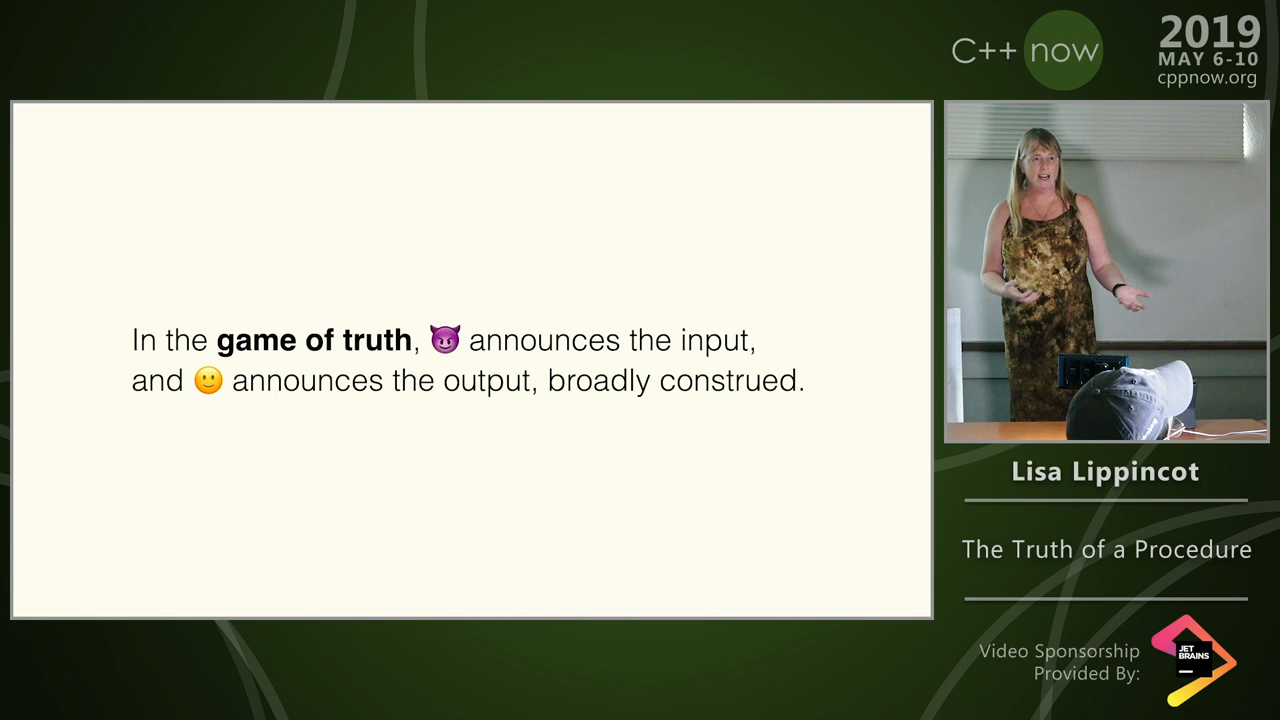 C++ now
2019
MAY 6-10
cppnow.org
In the game of truth, 😈 announces the input,
and 🙂 announces the output, broadly construed.
Lisa Lippincot
The Truth of a Procedure
Video Sponsorship
Provided By:
JET
BRAINS